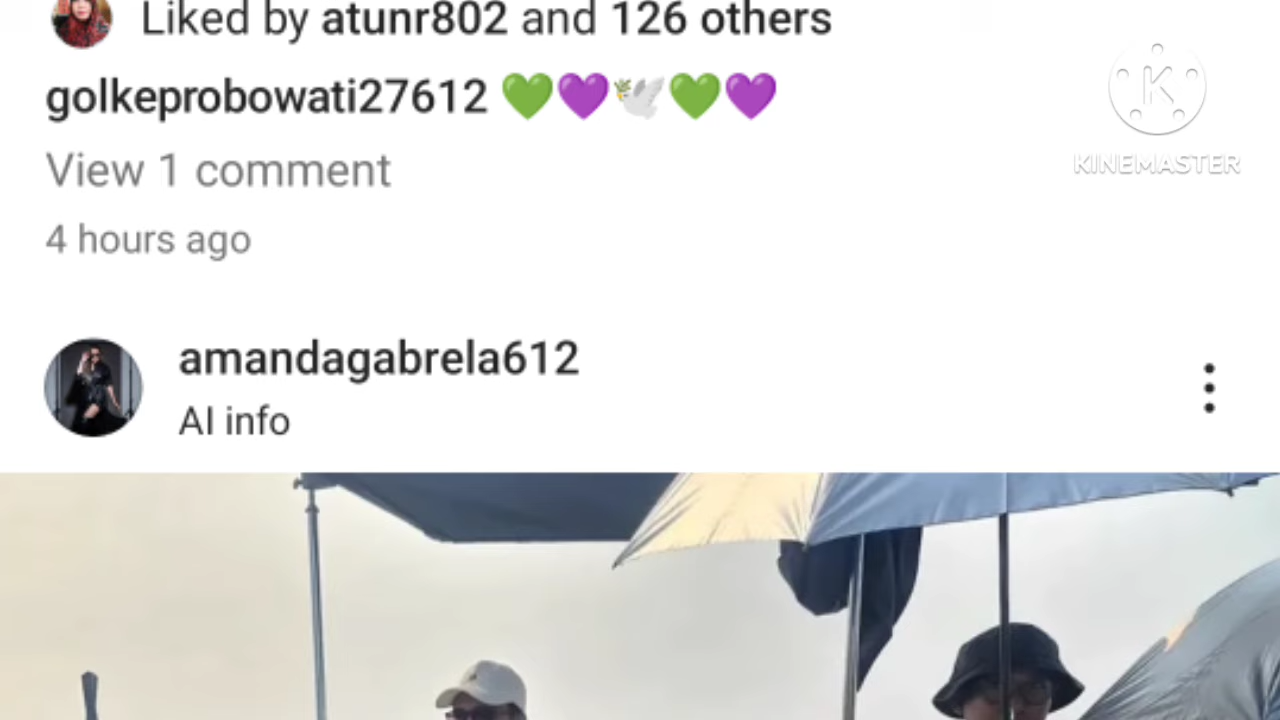 Liked by atunr802 and 126 others
golkeprobowati27612 💚💜🕊️💚💜
View 1 comment
4 hours ago
KINEMASTER
amandagabrela612
AI info